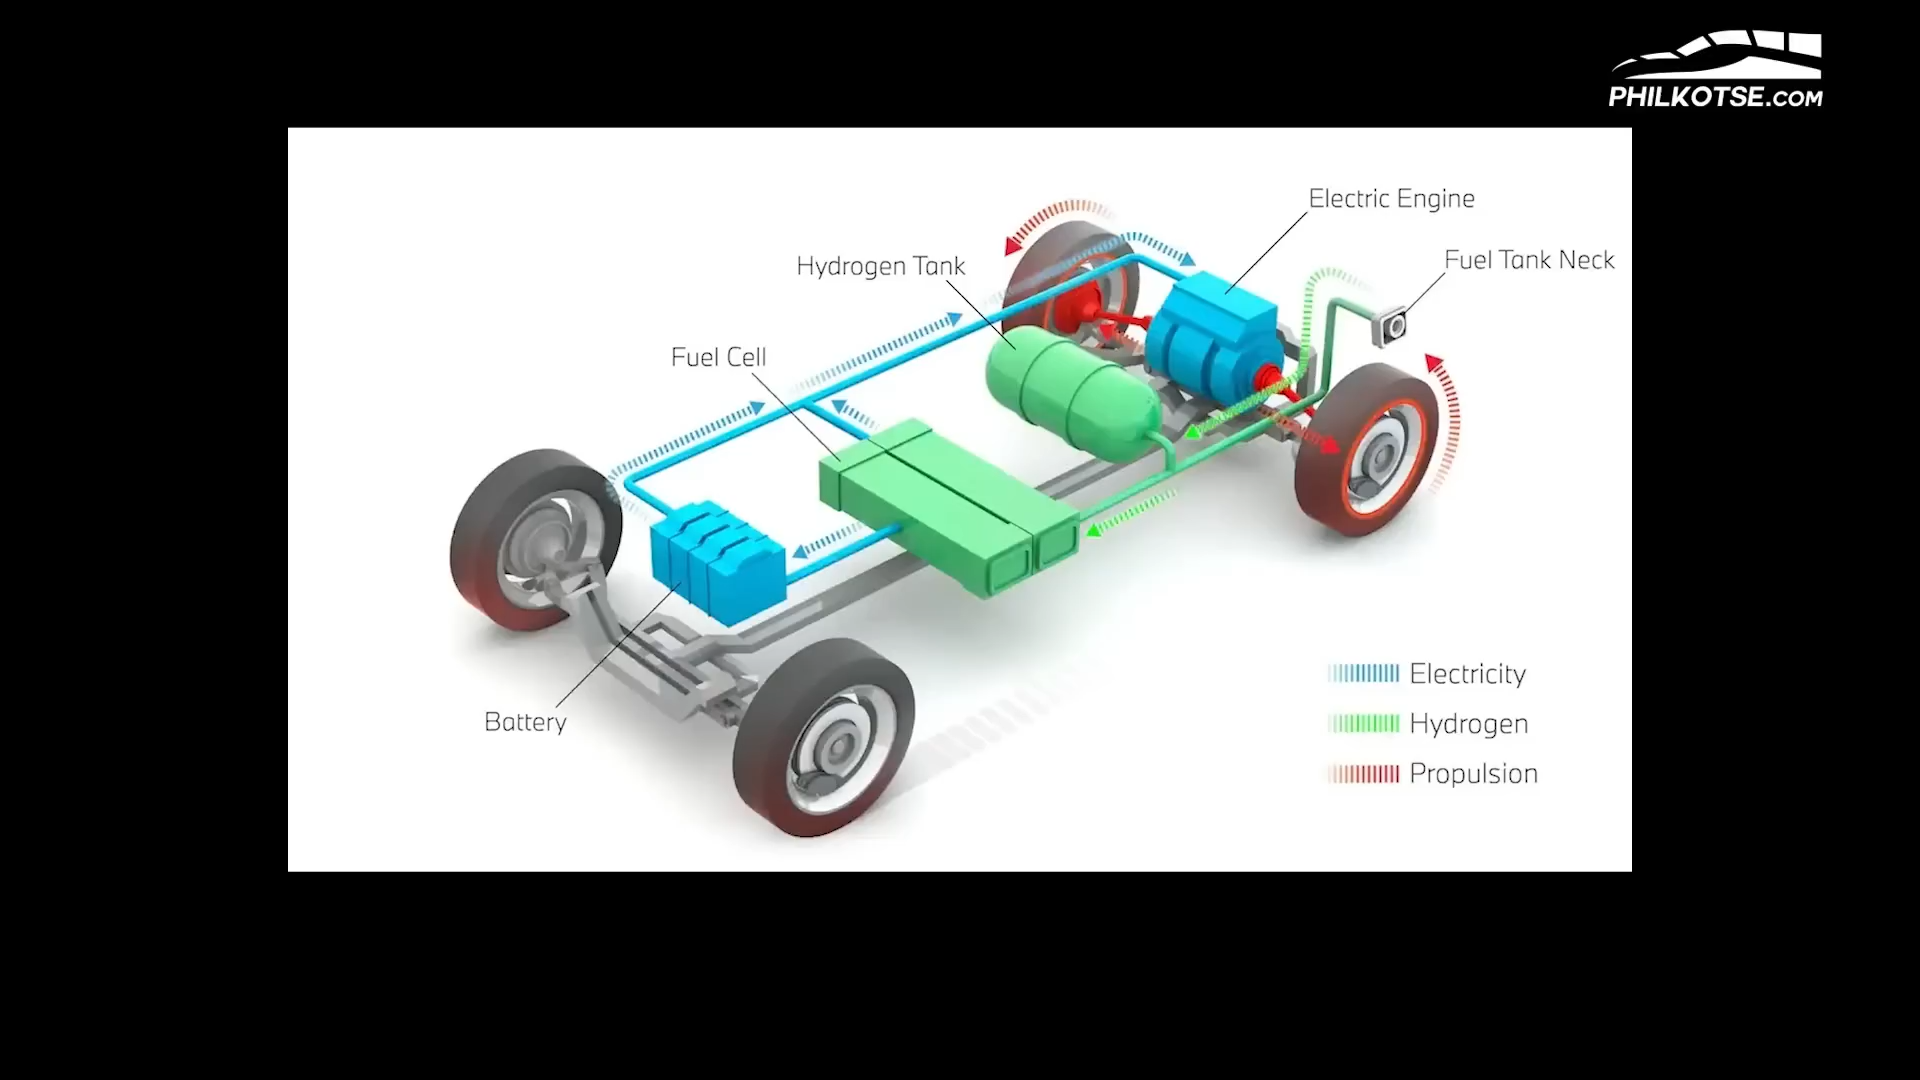 PHILKOTSE.COM
Electric Engine
Fuel Tank Neck
Hydrogen Tank
Fuel Cell
Battery
Electricity
Hydrogen
Propulsion